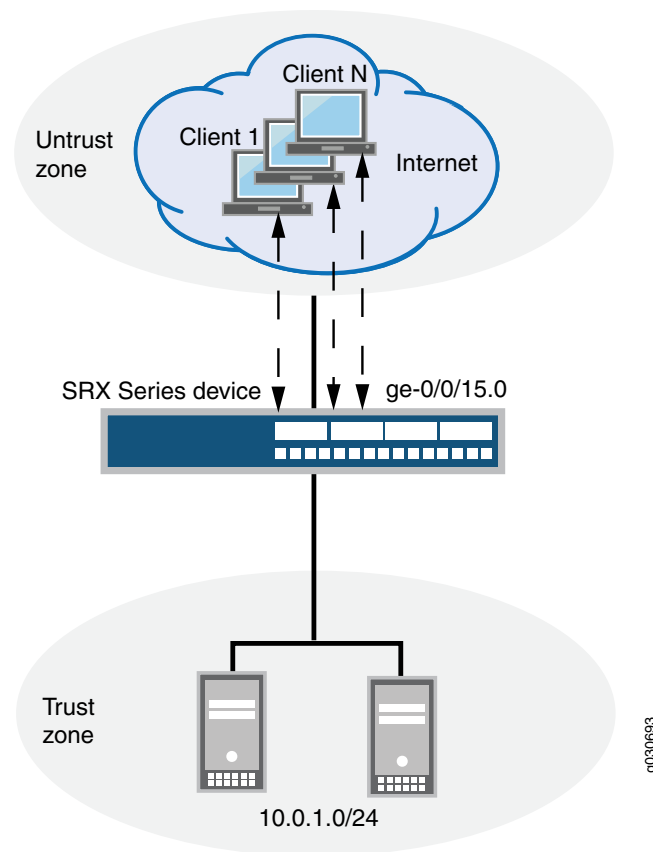 Client N
Client 1
Untrust
zone
Internet
SRX Series device
ge-0/0/15.0
Trust
zone
10.0.1.0/24
g030693